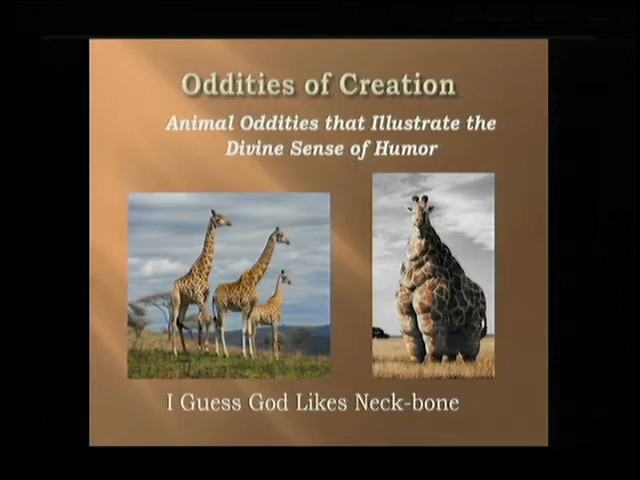 Oddities of Creation
Animal Oddities that Illustrate the
Divine Sense of Humor
I Guess God Likes Neck-bone